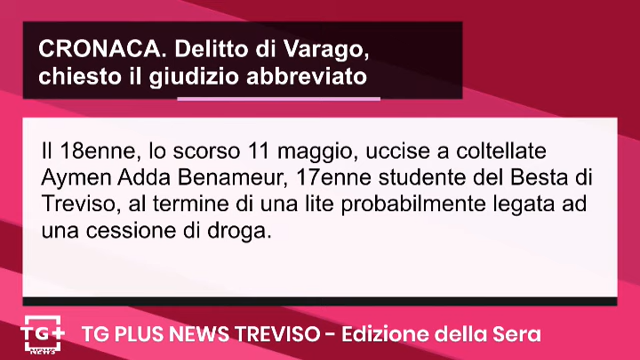 CRONACA. Delitto di Varago,
chiesto il giudizio abbreviato
Il 18enne, lo scorso 11 maggio, uccise a coltellate
Aymen Adda Benameur, 17enne studente del Besta di
Treviso, al termine di una lite probabilmente legata ad
una cessione di droga.
TG+
NEWS
TG PLUS NEWS TREVISO - Edizione della Sera